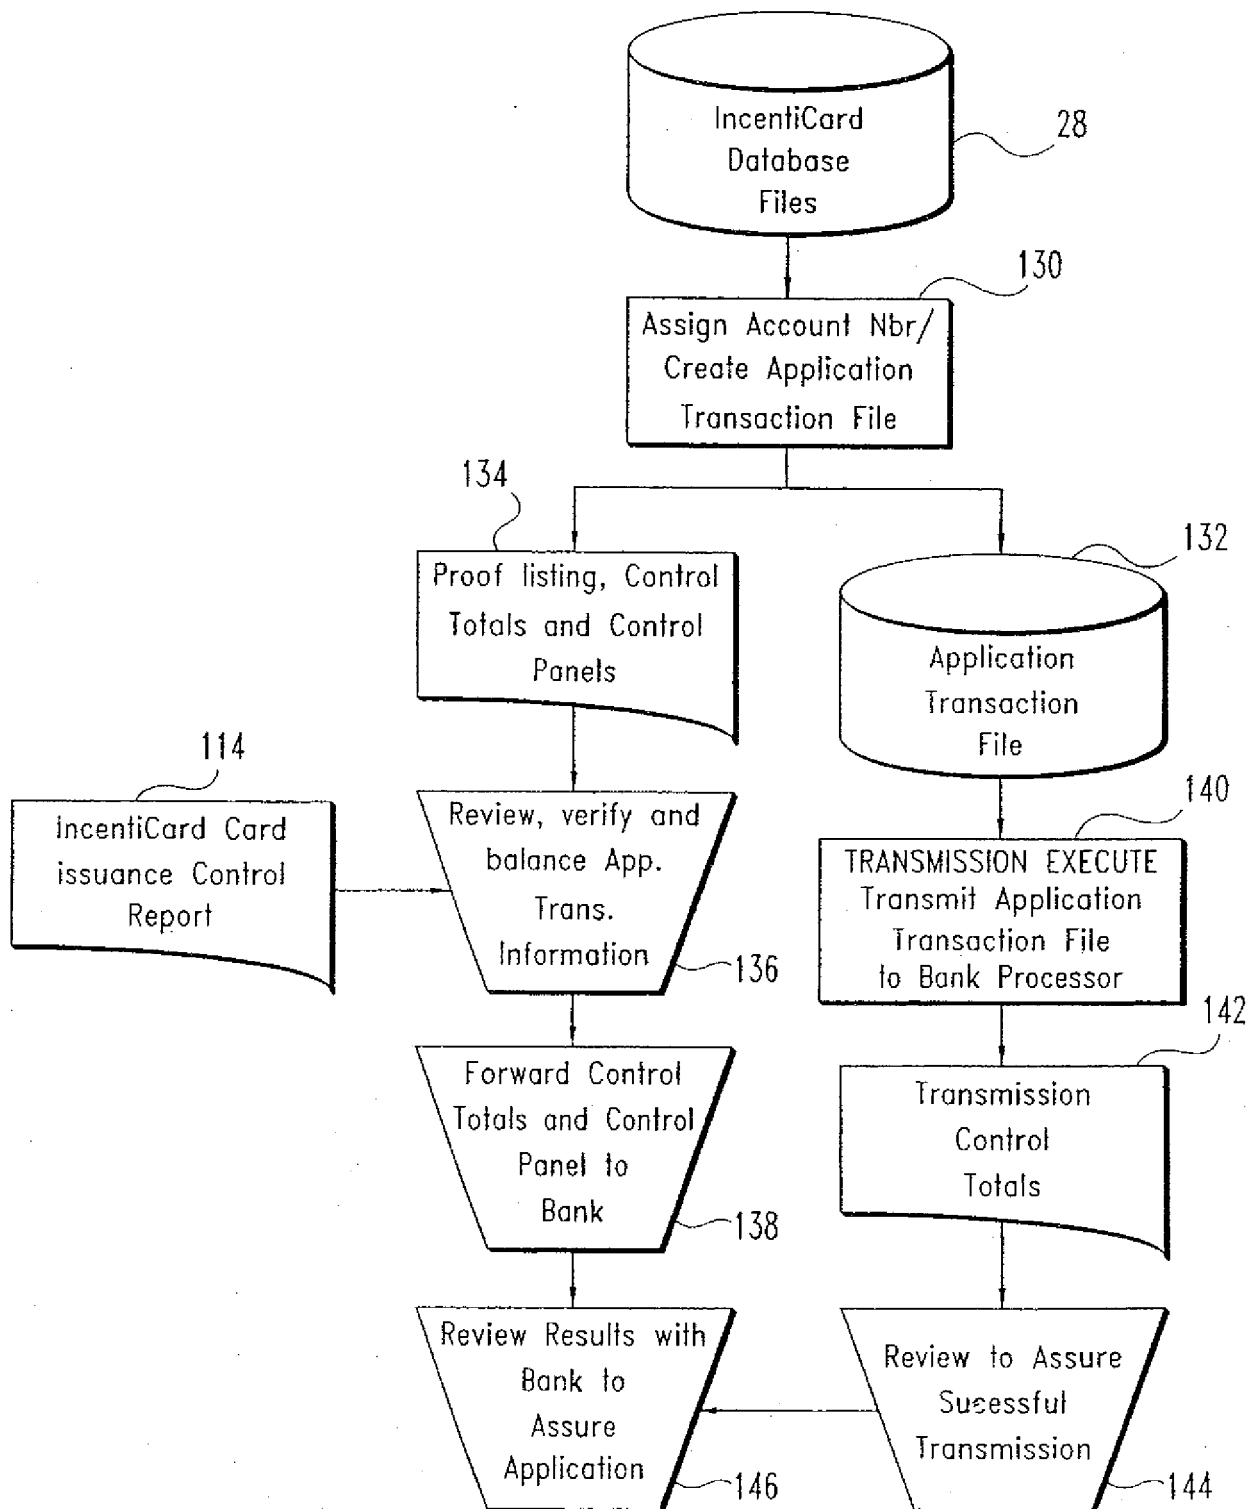 IncentiCard
Database
Files
28
130
Assign Account Nbr/
Create Application
Transaction File
134
Proof listing, Control
Totals and Control
Panels
132
Application
Transaction
File
114
IncentiCard Card
issuance Control
Report
Review, verify and
balance App.
Trans.
Information
136
140
TRANSMISSION EXECUTE
Transmit Application
Transaction File
to Bank Processor
142
Forward Control
Totals and Control
Panel to
Bank
138
Transmission
Control
Totals
Review Results with
Bank to
Assure
Application
146
Review to Assure
Sucessful
Transmission
144